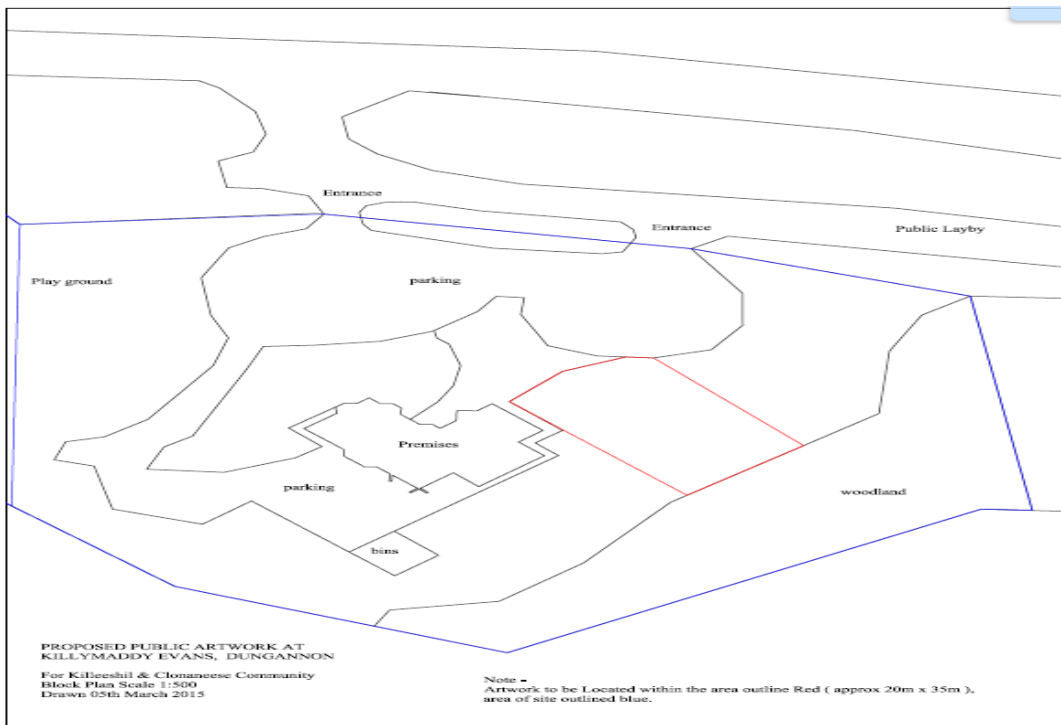 Entrance
Entrance
Public Layby
Play ground
parking
Premises
parking
woodland
bins
PROPOSED PUBLIC ARTWORK AT
KILLYMADDY EVANS, DUNGANNON
For Killeeshil & Clonaneese Community
Block Plan Scale 1:500
Drawn 05th March 2015
Note -
Artwork to be Located within the area outline Red ( approx 20m x 35m ),
area of site outlined blue.